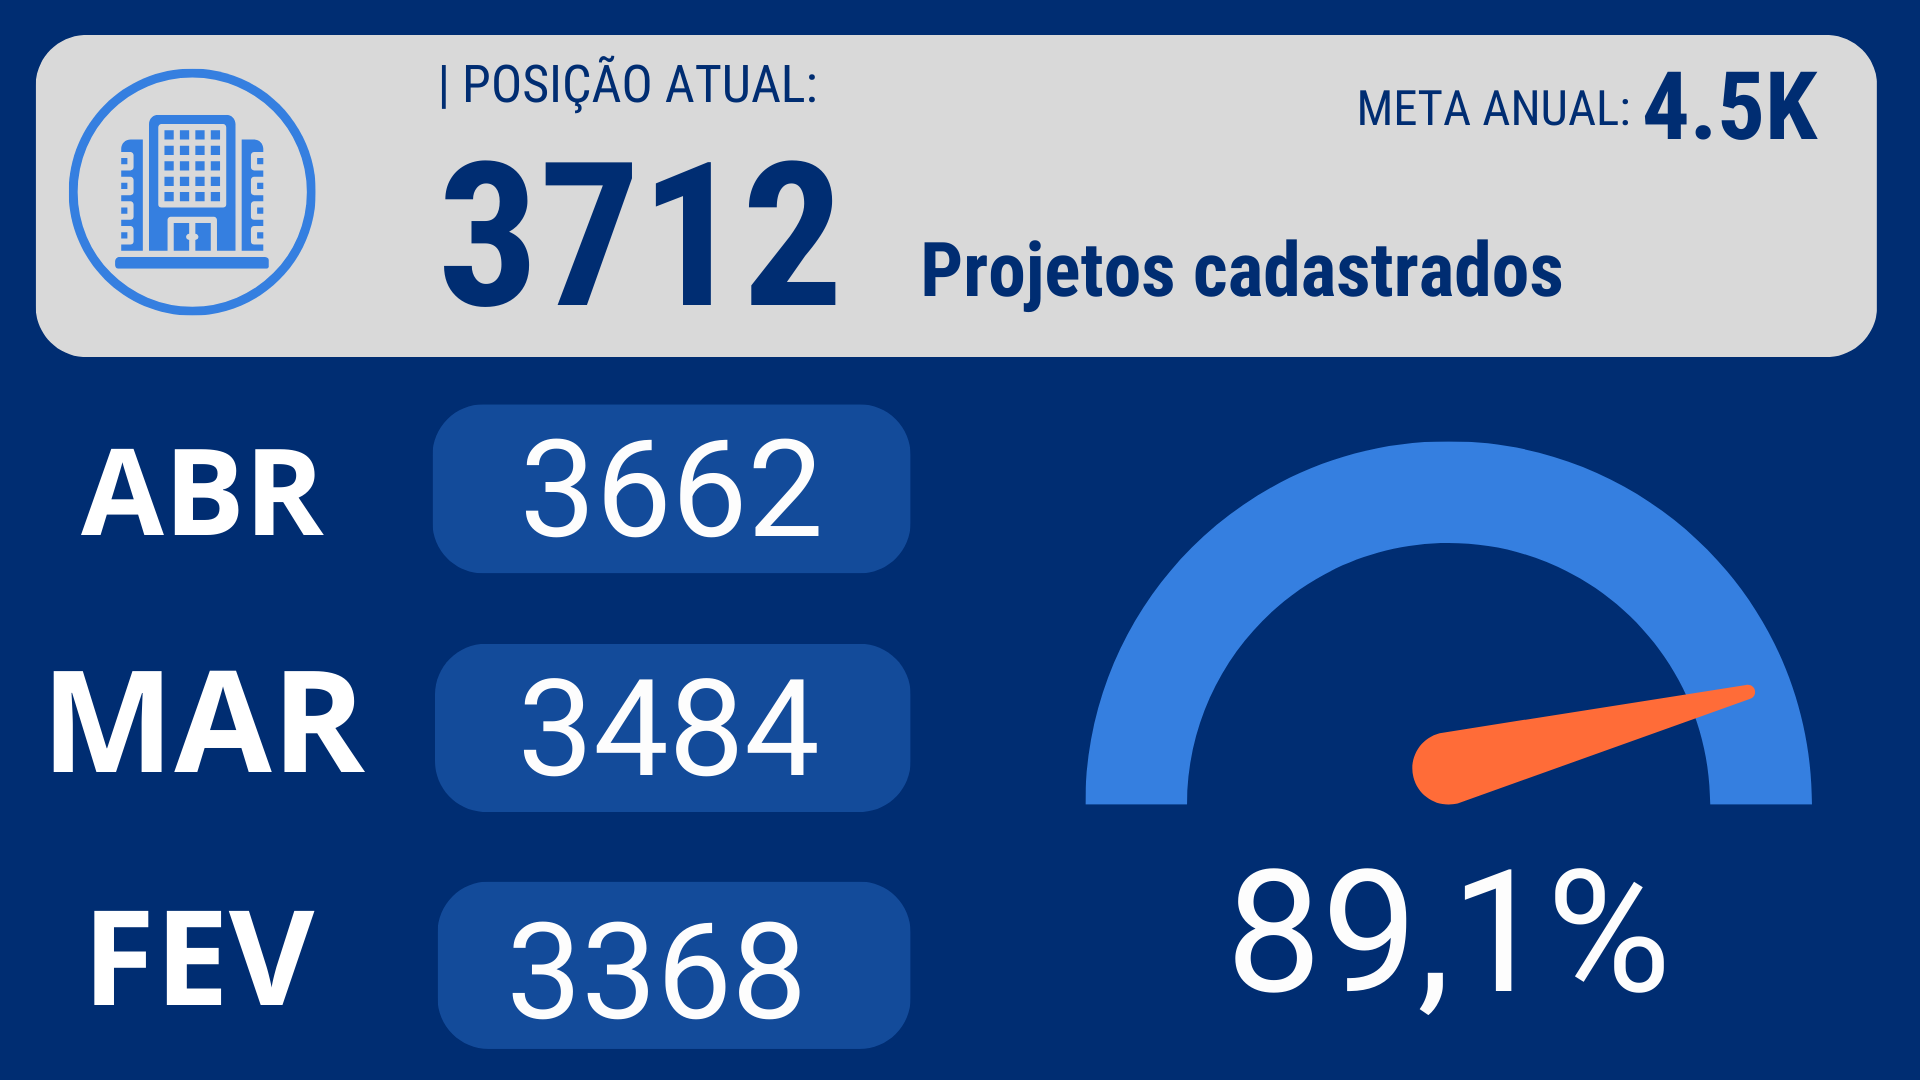 | POSIÇÃO ATUAL:
META ANUAL: 4.5K
3712 Projetos cadastrados
ABR 3662
MAR 3484
FEV 3368
89,1%